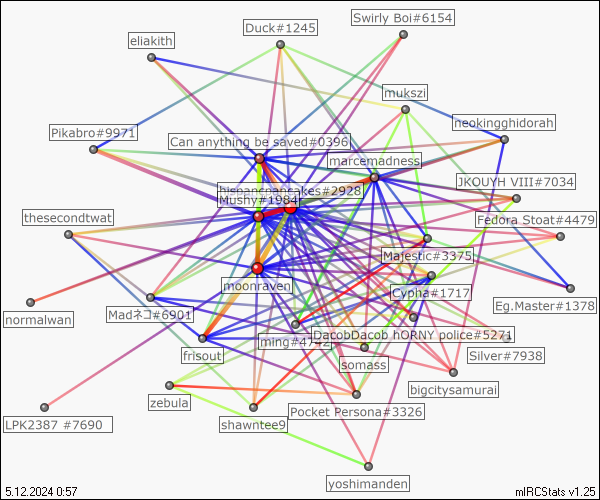 Swirly Boi#6154
Duck#1245
eliakith
mukszi
neokingghidorah
Pikabro#9971
Can anything be saved#0396
marcemadness
JKOUYH VIII#7034
hispanicpancakes#2928
Mushy#1984
thesecondtwat
Fedora Stoat#4479
Majestic#3375
moonraven
Cypha#1717
Eg.Master#1378
normalwan
Madネコ#6901
DacobDacob hORNY police#5271
ming#4742
frisout
Silver#7938
somass
bigcitysamurai
zebula
Pocket Persona#3326
LPK2387 #7690
shawntee9
yoshimanden
5.12.2024 0:57
mIRCStats v1.25